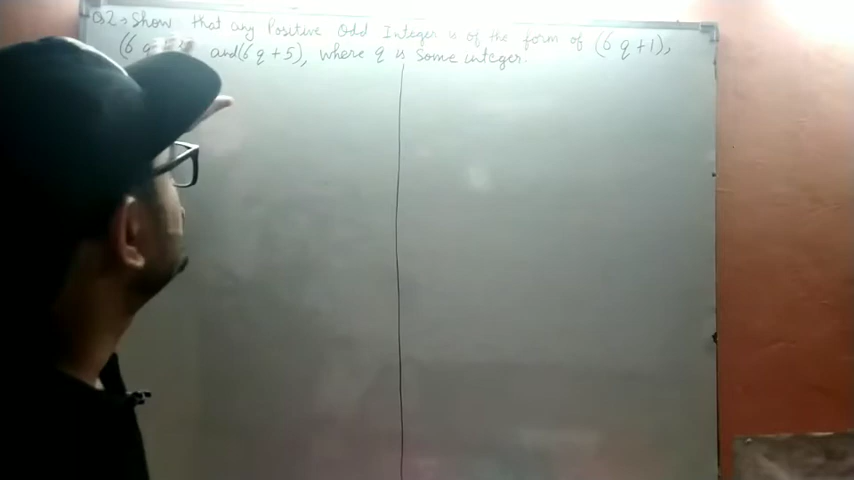 Q2→ Show that any Positive Odd Integer is of the form of (6q+1),
(6q and (6q+5), where q is some integer.